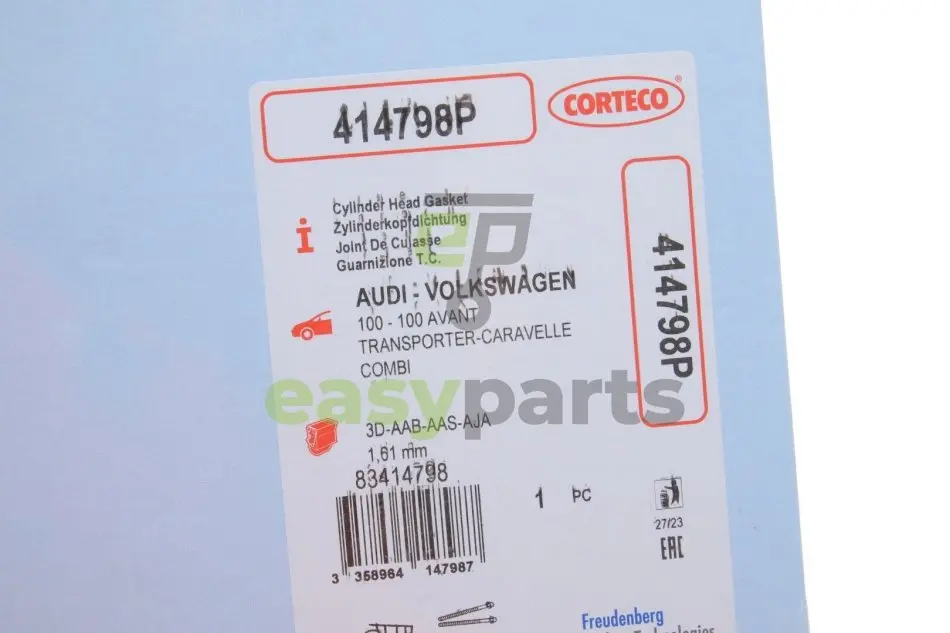 414798P
CORTECO®
Cylinder Head Gasket
Zylinderkopfdichtung
Joint De Culasse
Guarnizione T.C.
414798P
AUDI - VOLKSWAGEN
100 - 100 AVANT
TRANSPORTER-CARAVELLE
COMBI
easyparts
3D-AAB-AAS-AJA
1,61 mm
83414798
1 PC
27/23
EAC
3 358964 147987
Freudenberg
Technologies